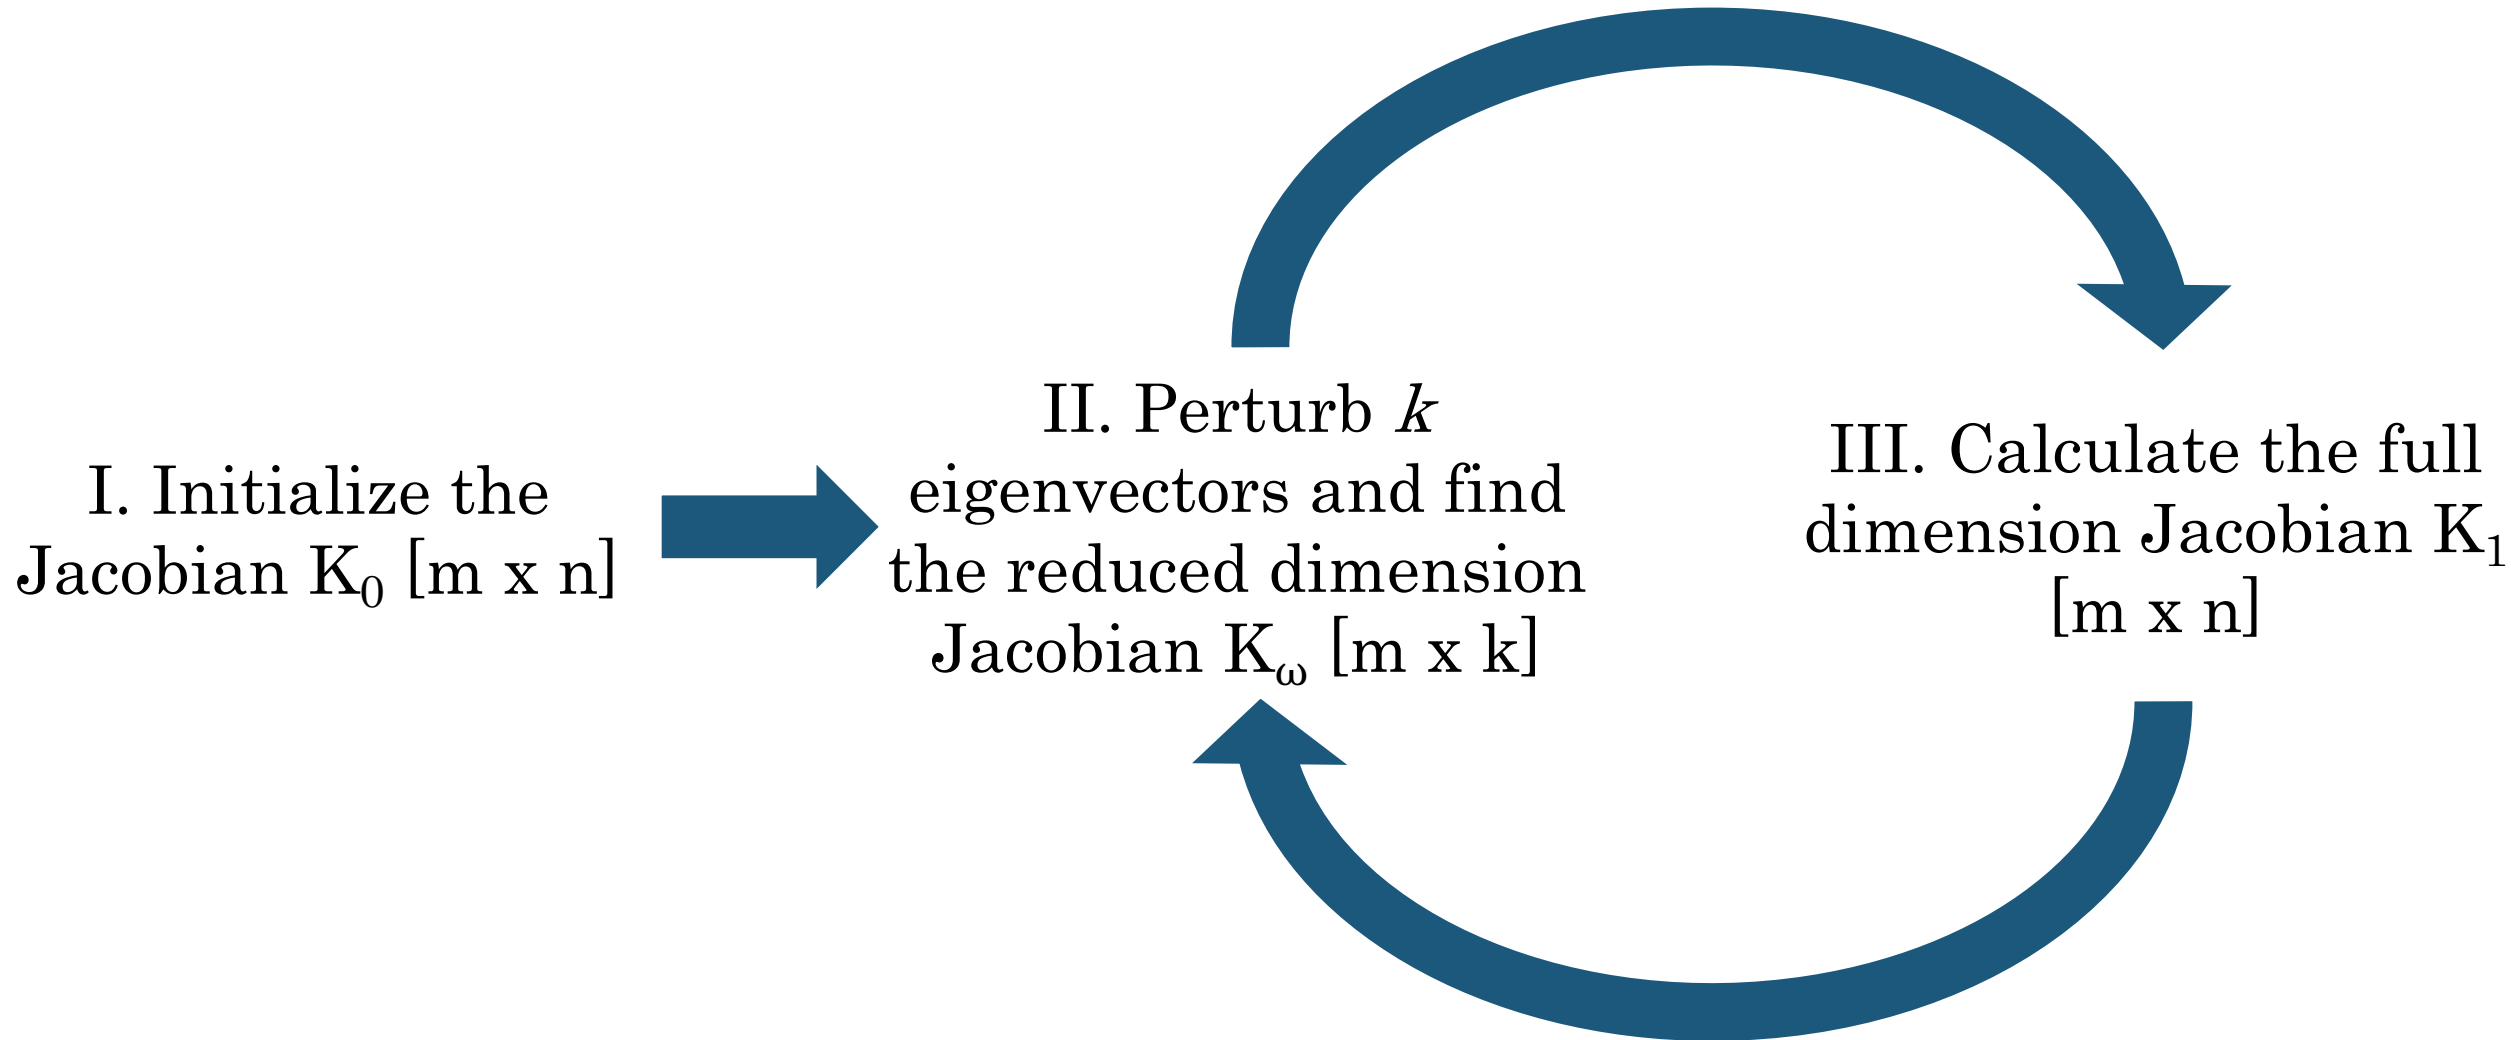 I. Initialize the
Jacobian K₀ [m x n]
II. Perturb k
eigenvectors and find
the reduced dimension
Jacobian K_ω [m x k]
III. Calculate the full
dimension Jacobian K₁
[m x n]